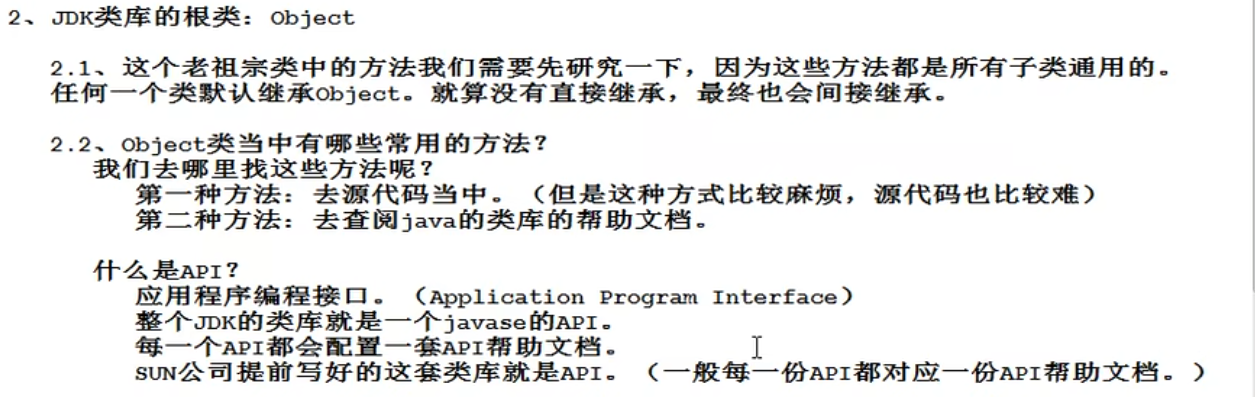 2、JDK类库的根类：Object
2.1、这个老祖宗类中的方法我们需要先研究一下，因为这些方法都是所有子类通用的。
任何一个类默认继承Object。就算没有直接继承，最终也会间接继承。
2.2、Object类当中有哪些常用的方法？
我们去哪里找这些方法呢？
第一种方法：去源代码当中。（但是这种方式比较麻烦，源代码也比较难）
第二种方法：去查阅java的类库的帮助文档。
什么是API？
应用程序编程接口。（Application Program Interface）
整个JDK的类库就是一个javase的API。
每一个API都会配置一套API帮助文档。
SUN公司提前写好的这套类库就是API。（一般每一份API都对应一份API帮助文档。）